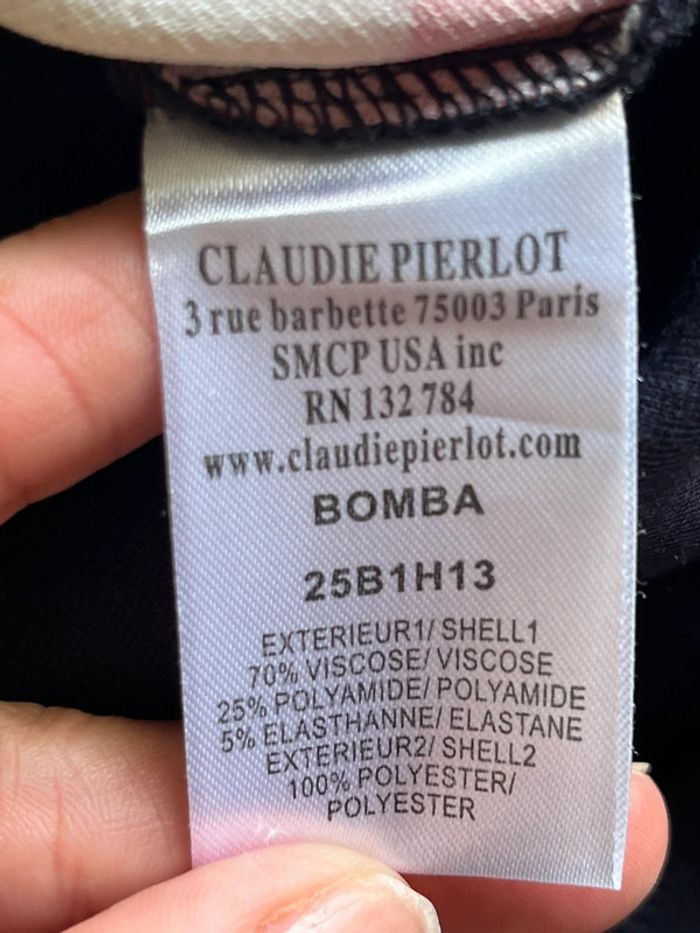 CLAUDIE PIERLOT
3 rue barbette 75003 Paris
SMCP USA inc
RN 132 784
www.claudiepierlot.com
BOMBA
25B1H13
EXTERIEUR1/ SHELL1
70% VISCOSE/ VISCOSE
25% POLYAMIDE/ POLYAMIDE
5% ELASTHANNE/ ELASTANE
EXTERIEUR2/ SHELL2
100% POLYESTER/
POLYESTER